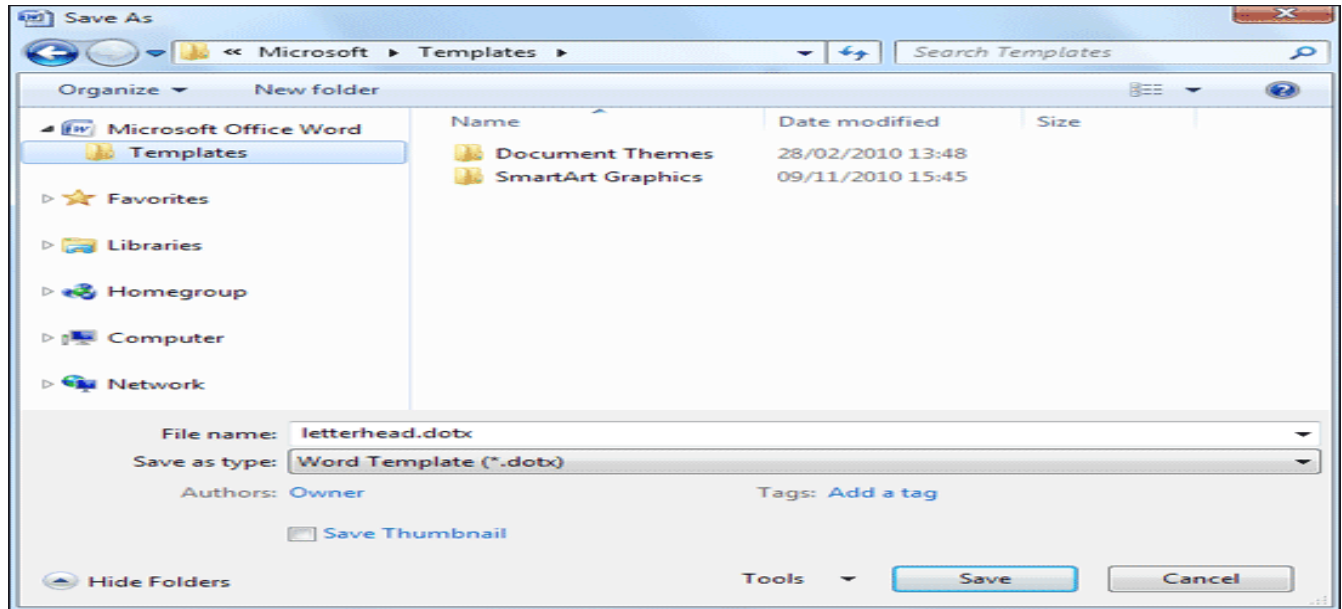 Save As
« Microsoft ▸ Templates ▸ Search Templates
Organize New folder
Microsoft Office Word
Templates
Favorites
Libraries
Homegroup
Computer
Network
Name Date modified Size
Document Themes 28/02/2010 13:48
SmartArt Graphics 09/11/2010 15:45
File name: letterhead.dotx
Save as type: Word Template (*.dotx)
Authors: Owner Tags: Add a tag
Save Thumbnail
Hide Folders Tools Save Cancel